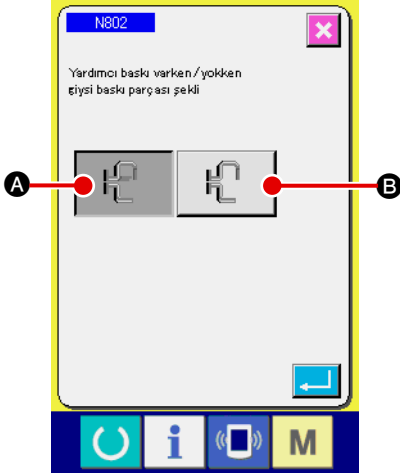 N802
Yardımcı baskı varken/yokken
giysi baskı parçası şekli
A
B
M